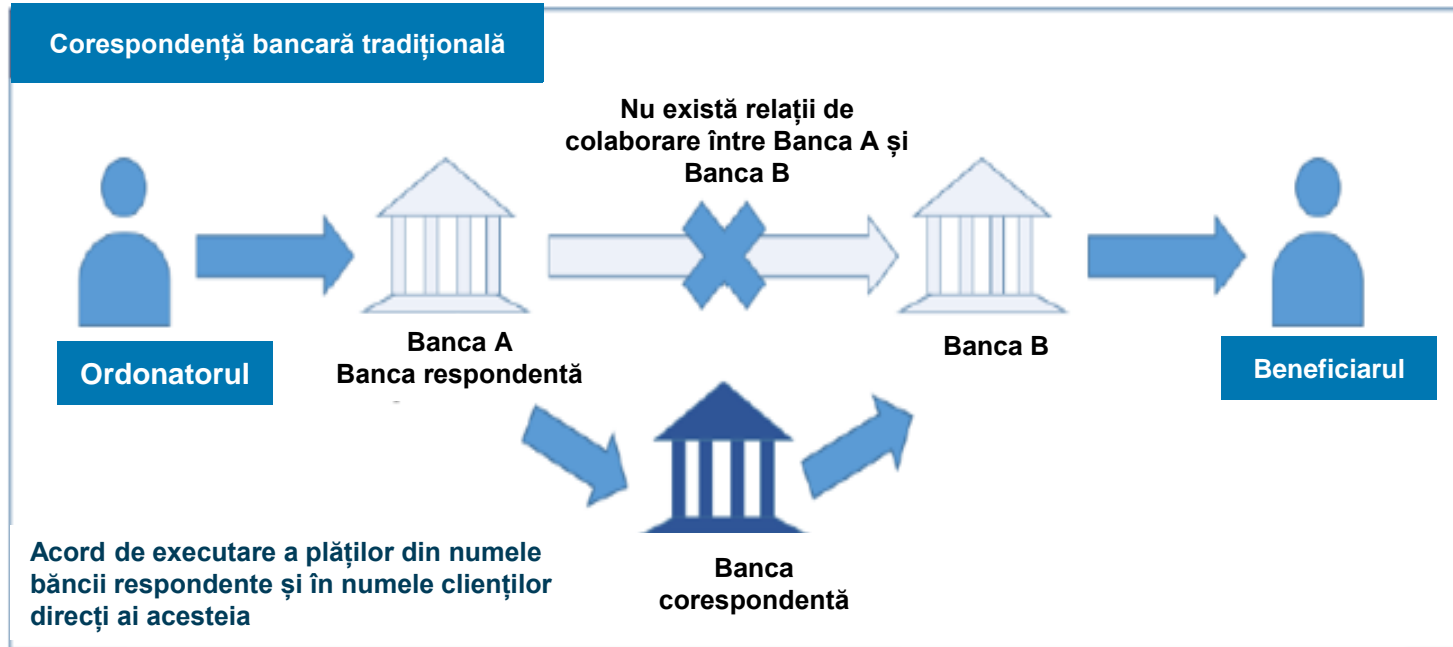 Corespondență bancară tradițională
Nu există relații de
colaborare între Banca A și
Banca B
Ordonatorul
Banca A
Banca respondentă
Banca B
Beneficiarul
Acord de executare a plăților din numele
băncii respondente și în numele clienților
direcți ai acesteia
Banca
corespondentă